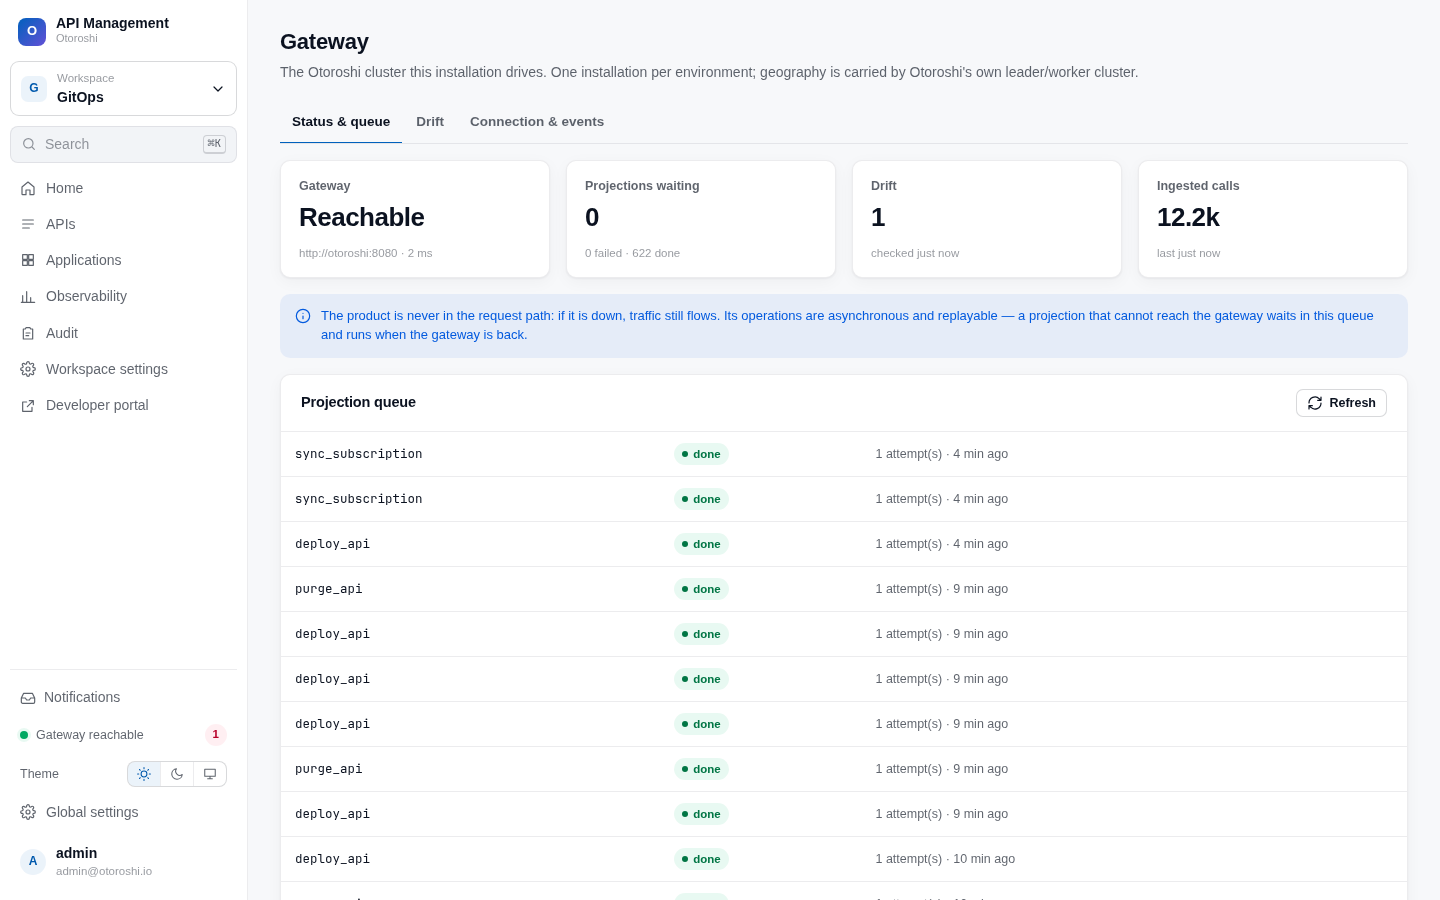 O
API Management
Otoroshi
G
Workspace
GitOps
Search
⌘K
Home
APIs
Applications
Observability
Audit
Workspace settings
Developer portal
Notifications
Gateway reachable
1
Theme
Global settings
A
admin
admin@otoroshi.io
Gateway
The Otoroshi cluster this installation drives. One installation per environment; geography is carried by Otoroshi's own leader/worker cluster.
Status & queue
Drift
Connection & events
Gateway
Reachable
http://otoroshi:8080 · 2 ms
Projections waiting
0
0 failed · 622 done
Drift
1
checked just now
Ingested calls
12.2k
last just now
The product is never in the request path: if it is down, traffic still flows. Its operations are asynchronous and replayable — a projection that cannot reach the gateway waits in this queue
and runs when the gateway is back.
Projection queue
Refresh
sync_subscription done 1 attempt(s) · 4 min ago
sync_subscription done 1 attempt(s) · 4 min ago
deploy_api done 1 attempt(s) · 4 min ago
purge_api done 1 attempt(s) · 9 min ago
deploy_api done 1 attempt(s) · 9 min ago
deploy_api done 1 attempt(s) · 9 min ago
deploy_api done 1 attempt(s) · 9 min ago
purge_api done 1 attempt(s) · 9 min ago
deploy_api done 1 attempt(s) · 9 min ago
deploy_api done 1 attempt(s) · 10 min ago